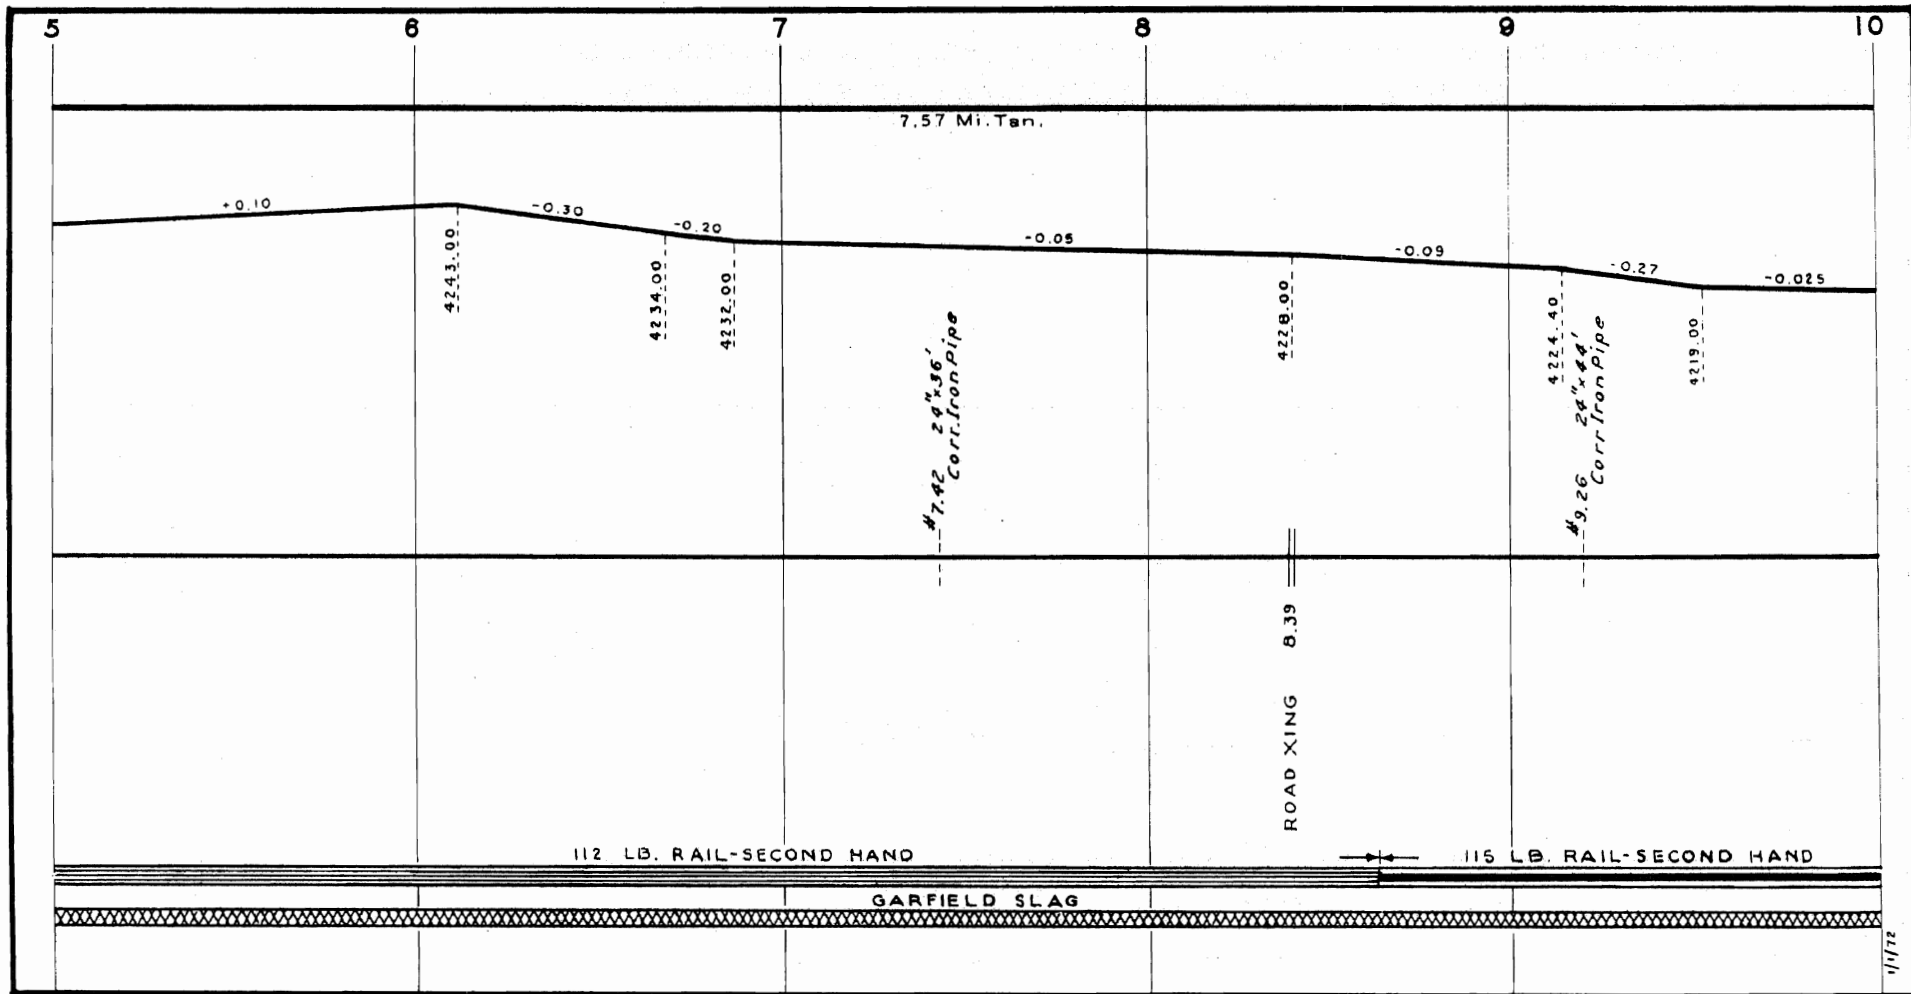 5 6 7 8 9 10
7.57 Mi. Tan.
+0.10
-0.30
-0.20
-0.05
-0.09
-0.27
-0.025
4243.00
4234.00
4232.00
4228.00
4224.40
4219.00
#7.42 24"x36'
Corr. Iron Pipe
#9.26 24"x44'
Corr Iron Pipe
ROAD XING 8.39
112 LB. RAIL-SECOND HAND
115 LB. RAIL-SECOND HAND
GARFIELD SLAG
1/1/72